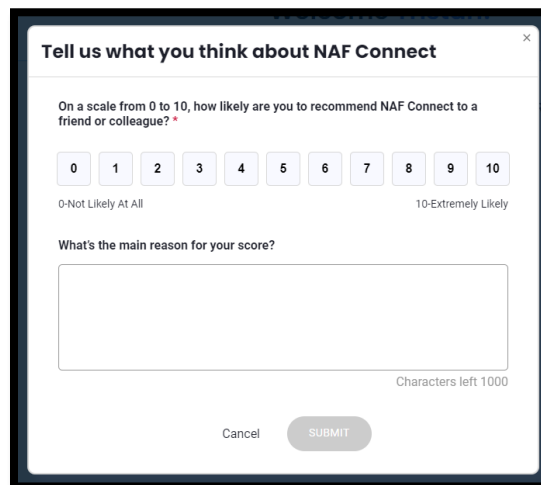 Tell us what you think about NAF Connect
×
On a scale from 0 to 10, how likely are you to recommend NAF Connect to a
friend or colleague? *
0 1 2 3 4 5 6 7 8 9 10
0-Not Likely At All 10-Extremely Likely
What's the main reason for your score?
Characters left 1000
Cancel SUBMIT